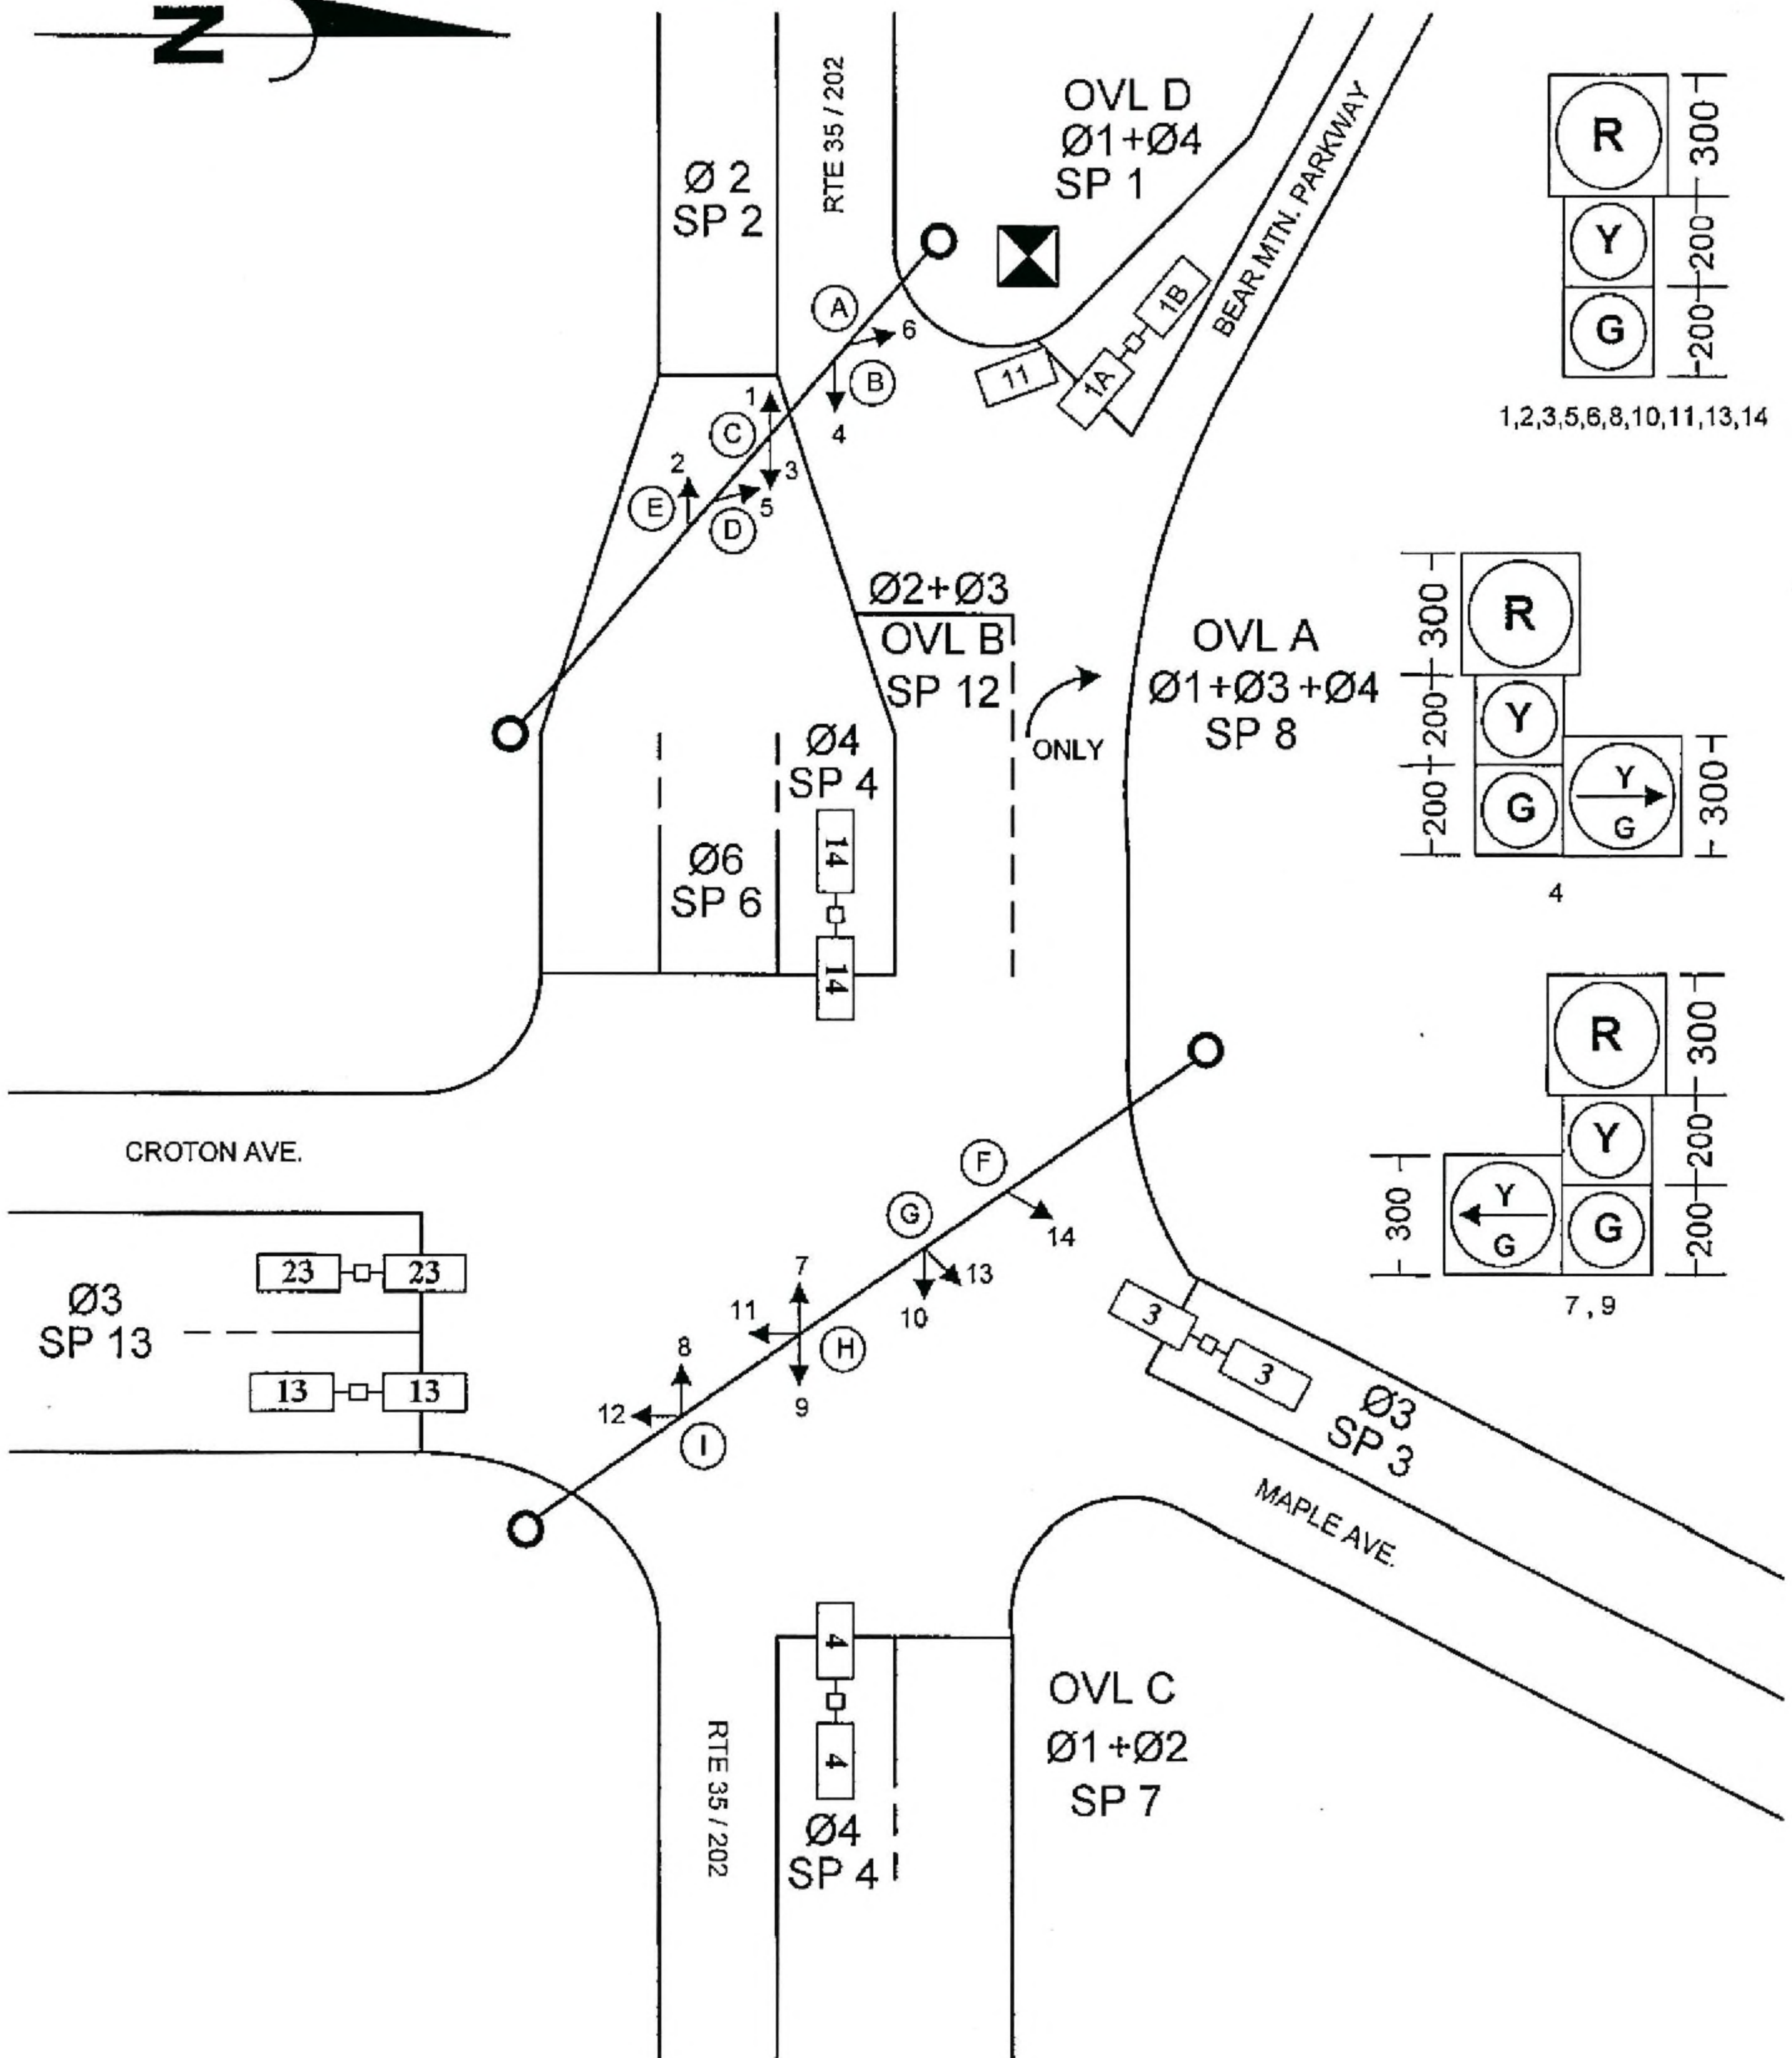 N
RTE 35 / 202
OVL D
Ø1+Ø4
SP 1
Ø 2
SP 2
BEAR MTN. PARKWAY
R
Y
G
300
200
200
1,2,3,5,6,8,10,11,13,14
A
6
B
4
1
C
3
2
E
5
D
11
1A
1B
Ø2+Ø3
OVL B
SP 12
ONLY
OVL A
Ø1+Ø3+Ø4
SP 8
R
Y
G
Y
G
300
200
200
300
4
Ø4
SP 4
14
14
Ø6
SP 6
R
Y
G
Y
G
300
200
200
300
7, 9
CROTON AVE.
F
14
G
13
10
7
11
H
9
8
12
I
23
23
13
13
Ø3
SP 13
3
3
Ø3
SP 3
MAPLE AVE.
4
4
Ø4
SP 4
RTE 35 / 202
OVL C
Ø1+Ø2
SP 7